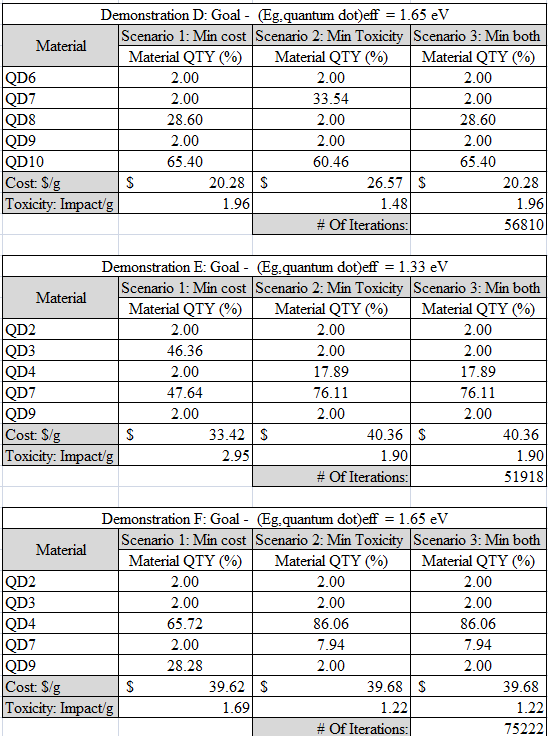 Demonstration D: Goal - (Eg,quantum dot)eff = 1.65 eV
Material Scenario 1: Min cost Scenario 2: Min Toxicity Scenario 3: Min both
Material QTY (%) Material QTY (%) Material QTY (%)
QD6 2.00 2.00 2.00
QD7 2.00 33.54 2.00
QD8 28.60 2.00 28.60
QD9 2.00 2.00 2.00
QD10 65.40 60.46 65.40
Cost: $/g $ 20.28 $ 26.57 $ 20.28
Toxicity: Impact/g 1.96 1.48 1.96
# Of Iterations: 56810
Demonstration E: Goal - (Eg,quantum dot)eff = 1.33 eV
Material Scenario 1: Min cost Scenario 2: Min Toxicity Scenario 3: Min both
Material QTY (%) Material QTY (%) Material QTY (%)
QD2 2.00 2.00 2.00
QD3 46.36 2.00 2.00
QD4 2.00 17.89 17.89
QD7 47.64 76.11 76.11
QD9 2.00 2.00 2.00
Cost: $/g $ 33.42 $ 40.36 $ 40.36
Toxicity: Impact/g 2.95 1.90 1.90
# Of Iterations: 51918
Demonstration F: Goal - (Eg,quantum dot)eff = 1.65 eV
Material Scenario 1: Min cost Scenario 2: Min Toxicity Scenario 3: Min both
Material QTY (%) Material QTY (%) Material QTY (%)
QD2 2.00 2.00 2.00
QD3 2.00 2.00 2.00
QD4 65.72 86.06 86.06
QD7 2.00 7.94 7.94
QD9 28.28 2.00 2.00
Cost: $/g $ 39.62 $ 39.68 $ 39.68
Toxicity: Impact/g 1.69 1.22 1.22
# Of Iterations: 75222